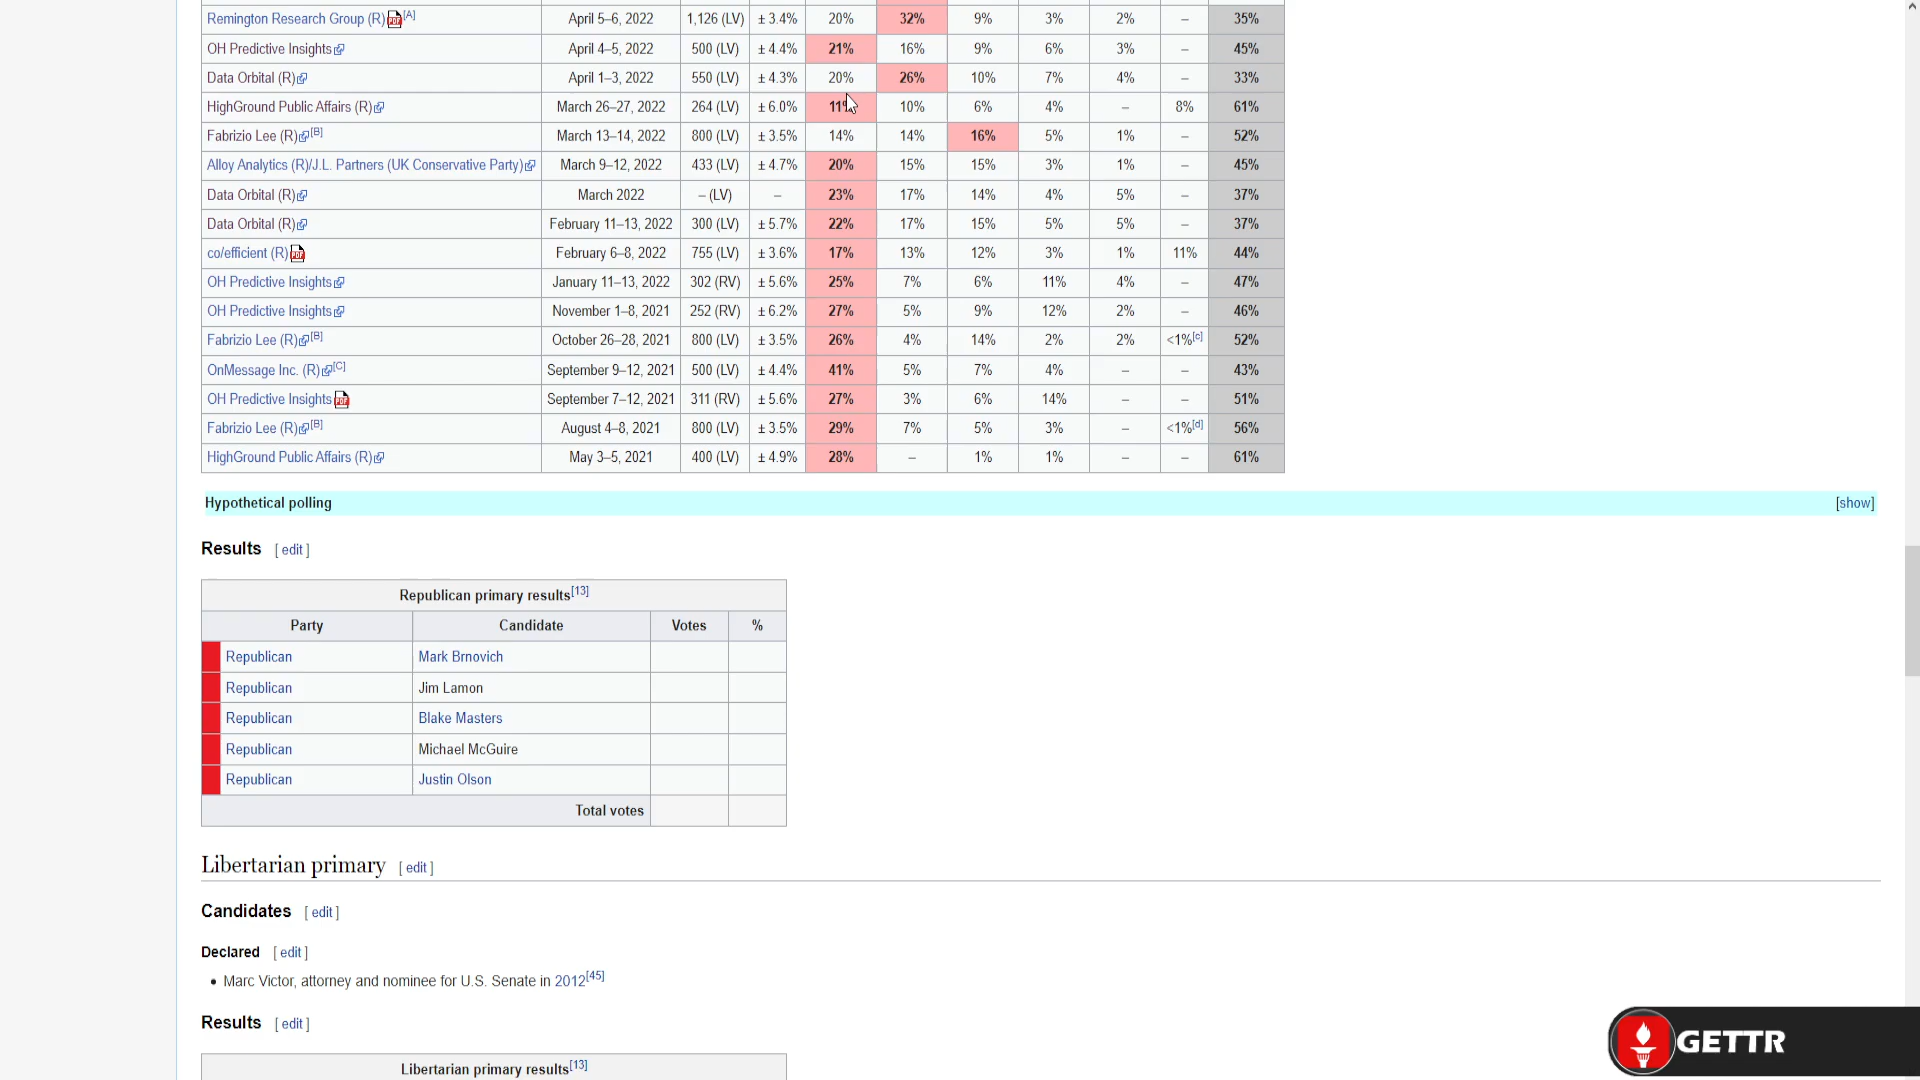 Remington Research Group (R) [A] April 5–6, 2022 1,126 (LV) ± 3.4% 20% 32% 9% 3% 2% – 35%
OH Predictive Insights April 4–5, 2022 500 (LV) ± 4.4% 21% 16% 9% 6% 3% – 45%
Data Orbital (R) April 1–3, 2022 550 (LV) ± 4.3% 20% 26% 10% 7% 4% – 33%
HighGround Public Affairs (R) March 26–27, 2022 264 (LV) ± 6.0% 11% 10% 6% 4% – 8% 61%
Fabrizio Lee (R) [B] March 13–14, 2022 800 (LV) ± 3.5% 14% 14% 16% 5% 1% – 52%
Alloy Analytics (R)/J.L. Partners (UK Conservative Party) March 9–12, 2022 433 (LV) ± 4.7% 20% 15% 15% 3% 1% – 45%
Data Orbital (R) March 2022 – (LV) – 23% 17% 14% 4% 5% – 37%
Data Orbital (R) February 11–13, 2022 300 (LV) ± 5.7% 22% 17% 15% 5% 5% – 37%
co/efficient (R) February 6–8, 2022 755 (LV) ± 3.6% 17% 13% 12% 3% 1% 11% 44%
OH Predictive Insights January 11–13, 2022 302 (RV) ± 5.6% 25% 7% 6% 11% 4% – 47%
OH Predictive Insights November 1–8, 2021 252 (RV) ± 6.2% 27% 5% 9% 12% 2% – 46%
Fabrizio Lee (R) [B] October 26–28, 2021 800 (LV) ± 3.5% 26% 4% 14% 2% 2% <1%[c] 52%
OnMessage Inc. (R) [C] September 9–12, 2021 500 (LV) ± 4.4% 41% 5% 7% 4% – – 43%
OH Predictive Insights September 7–12, 2021 311 (RV) ± 5.6% 27% 3% 6% 14% – – 51%
Fabrizio Lee (R) [B] August 4–8, 2021 800 (LV) ± 3.5% 29% 7% 5% 3% – <1%[d] 56%
HighGround Public Affairs (R) May 3–5, 2021 400 (LV) ± 4.9% 28% – 1% 1% – – 61%
Hypothetical polling [show]
Results [ edit ]
Republican primary results[13]
Party Candidate Votes %
Republican Mark Brnovich
Republican Jim Lamon
Republican Blake Masters
Republican Michael McGuire
Republican Justin Olson
Total votes
Libertarian primary [ edit ]
Candidates [ edit ]
Declared [ edit ]
• Marc Victor, attorney and nominee for U.S. Senate in 2012[45]
Results [ edit ]
Libertarian primary results[13]
GETTR